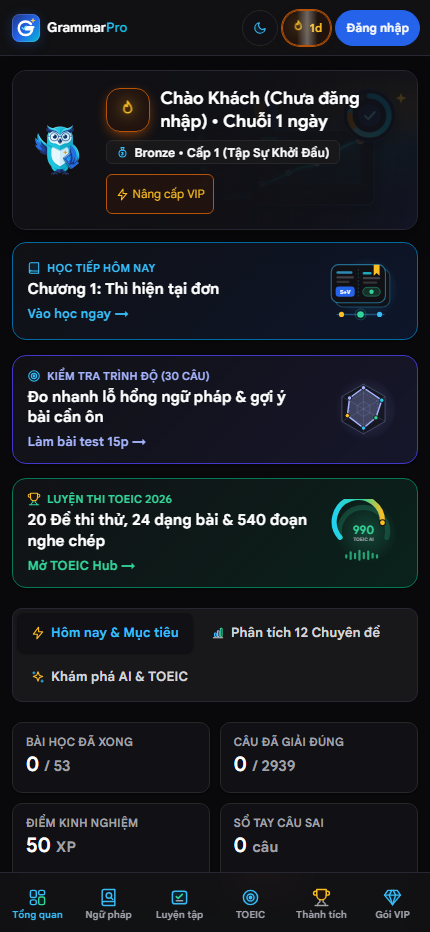 GrammarPro
1d
Đăng nhập
Chào Khách (Chưa đăng
nhập) • Chuỗi 1 ngày
Bronze • Cấp 1 (Tập Sự Khởi Đầu)
Nâng cấp VIP
HỌC TIẾP HÔM NAY
Chương 1: Thì hiện tại đơn
Vào học ngay →
S+V
KIỂM TRA TRÌNH ĐỘ (30 CÂU)
Đo nhanh lỗ hổng ngữ pháp & gợi ý
bài cần ôn
Làm bài test 15p →
LUYỆN THI TOEIC 2026
20 Đề thi thử, 24 dạng bài & 540 đoạn
nghe chép
Mở TOEIC Hub →
990
TOEIC AI
Hôm nay & Mục tiêu
Phân tích 12 Chuyên đề
Khám phá AI & TOEIC
BÀI HỌC ĐÃ XONG
0 / 53
CÂU ĐÃ GIẢI ĐÚNG
0 / 2939
ĐIỂM KINH NGHIỆM
50 XP
SỔ TAY CÂU SAI
0 câu
Tổng quan
Ngữ pháp
Luyện tập
TOEIC
Thành tích
Gói VIP